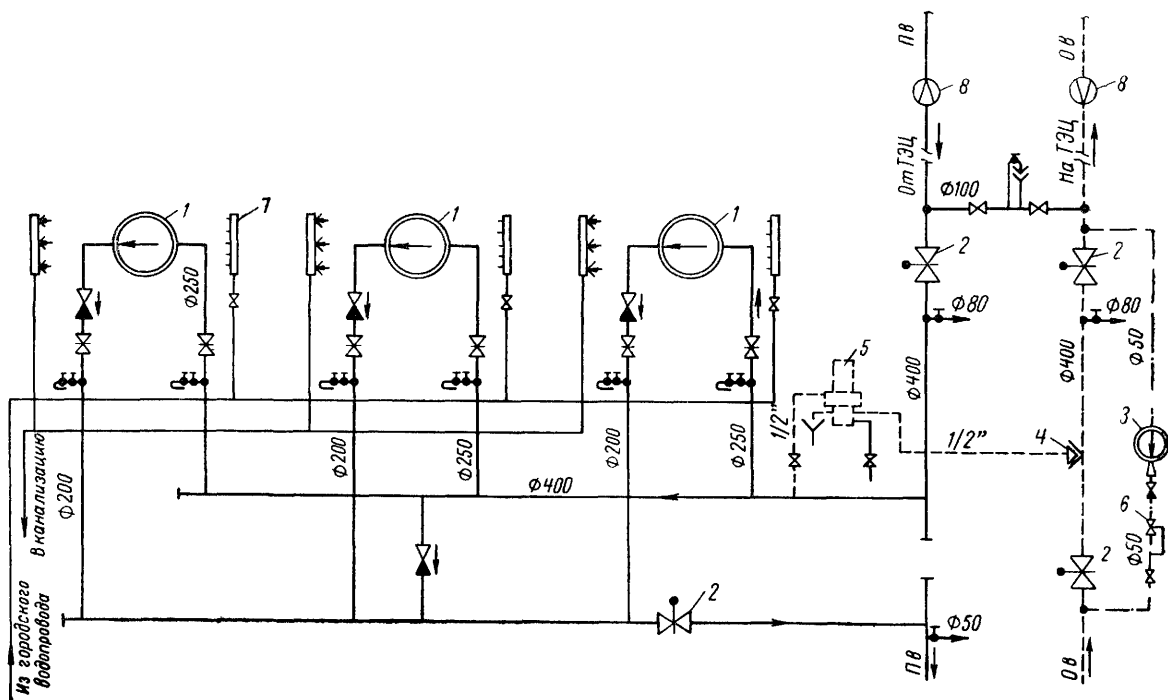 Пв
Ов
8
8
От ТЭЦ
На ТЭЦ
Ф100
1
7
1
1
2
2
Ф250
Ф80
Ф80
Ф50
5
Ф400
Ф400
3
1/2"
1/2"
4
В канализацию
Ф200
Ф200
Ф250
Ф200
Ф250
Ф400
6
Ф50
2
2
Из городского
водопровода
Ф50
Пв
Ов